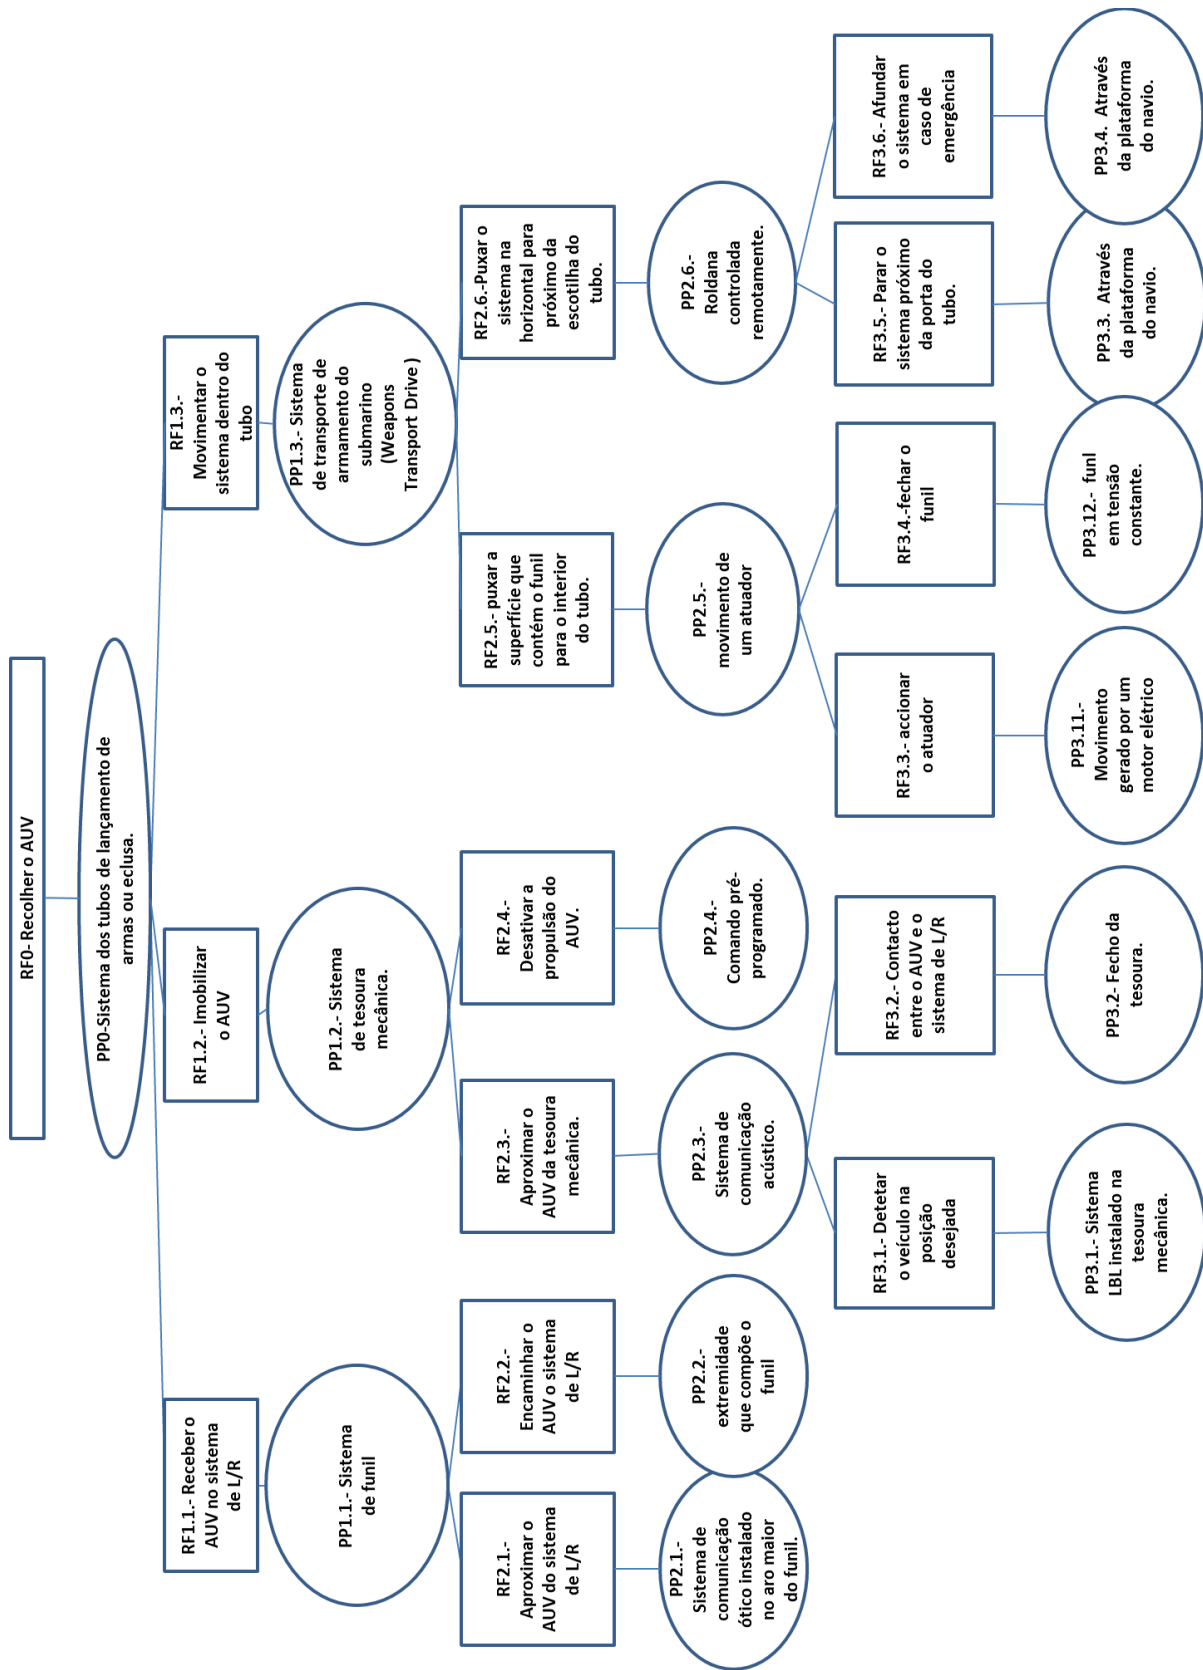 RF0- Recolher o AUV
PP0-Sistema dos tubos de lançamento de
armas ou eclusa.
RF1.1.- Receber o
AUV no sistema
de L/R
RF1.2.- Imobilizar
o AUV
RF1.3.-
Movimentar o
sistema dentro do
tubo
PP1.1.- Sistema
de funil
PP1.2.- Sistema
de tesoura
mecânica.
PP1.3.- Sistema
de transporte de
armamento do
submarino
(Weapons
Transport Drive )
RF2.1.-
Aproximar o
AUV do sistema
de L/R
RF2.2.-
Encaminhar o
AUV o sistema
de L/R
RF2.3.-
Aproximar o
AUV da tesoura
mecânica.
RF2.4.-
Desativar a
propulsão do
AUV.
RF2.5.- puxar a
superfície que
contém o funil
para o interior
do tubo.
RF2.6.-Puxar o
sistema na
horizontal para
próximo da
escotilha do
tubo.
PP2.1.-
Sistema de
comunicação
ótico instalado
no aro maior
do funil.
PP2.2.-
extremidade
que compõe o
funil
PP2.3.-
Sistema de
comunicação
acústico.
PP2.4.-
Comando pré-
programado.
PP2.5.-
movimento de
um atuador
PP2.6.-
Roldana
controlada
remotamente.
RF3.1.- Detetar
o veículo na
posição
desejada
RF3.2.- Contacto
entre o AUV e o
sistema de L/R
RF3.3.- accionar
o atuador
RF3.4.-fechar o
funil
RF3.5.- Parar o
sistema próximo
da porta do
tubo.
RF3.6.- Afundar
o sistema em
caso de
emergência
PP3.1.- Sistema
LBL instalado na
tesoura
mecânica.
PP3.2- Fecho da
tesoura.
PP3.11.-
Movimento
gerado por um
motor elétrico
PP3.12.- funl
em tensão
constante.
PP3.3. Através
da plataforma
do navio.
PP3.4. Através
da plataforma
do navio.